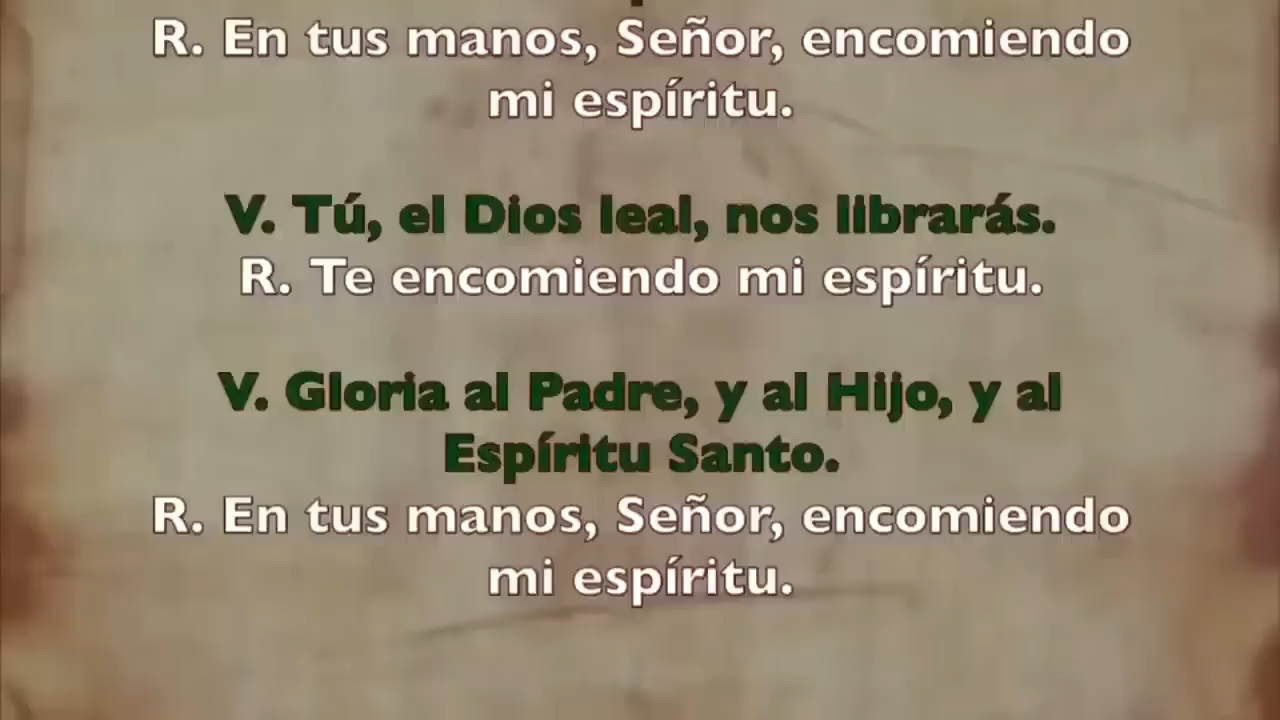 R. En tus manos, Señor, encomiendo
mi espíritu.
V. Tú, el Dios leal, nos librarás.
R. Te encomiendo mi espíritu.
V. Gloria al Padre, y al Hijo, y al
Espíritu Santo.
R. En tus manos, Señor, encomiendo
mi espíritu.